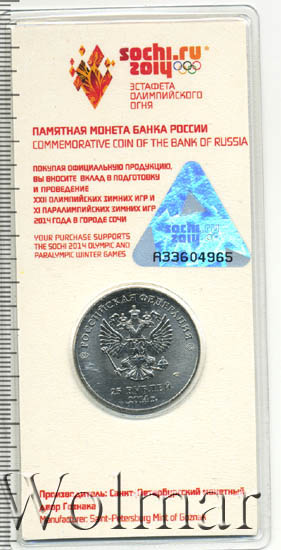 sochi.ru
2014
ЭСТАФЕТА
ОЛИМПИЙСКОГО
ОГНЯ
ПАМЯТНАЯ МОНЕТА БАНКА РОССИИ
COMMEMORATIVE COIN OF THE BANK OF RUSSIA
ПОКУПАЯ ОФИЦИАЛЬНУЮ ПРОДУКЦИЮ,
ВЫ ВНОСИТЕ ВКЛАД В ПОДГОТОВКУ
И ПРОВЕДЕНИЕ
XXII ОЛИМПИЙСКИХ ЗИМНИХ ИГР И
XI ПАРАЛИМПИЙСКИХ ЗИМНИХ ИГР
2014 ГОДА В ГОРОДЕ СОЧИ
YOUR PURCHASE SUPPORTS
THE SOCHI 2014 OLYMPIC AND
PARALYMPIC WINTER GAMES
sochi.ru
2014
A33604965
РОССИЙСКАЯ ФЕДЕРАЦИЯ
25 РУБЛЕЙ
2014 г.
Wolmar
Производитель: Санкт-Петербургский монетный
двор Гознака
Manufacturer: Saint-Petersburg Mint of Goznak